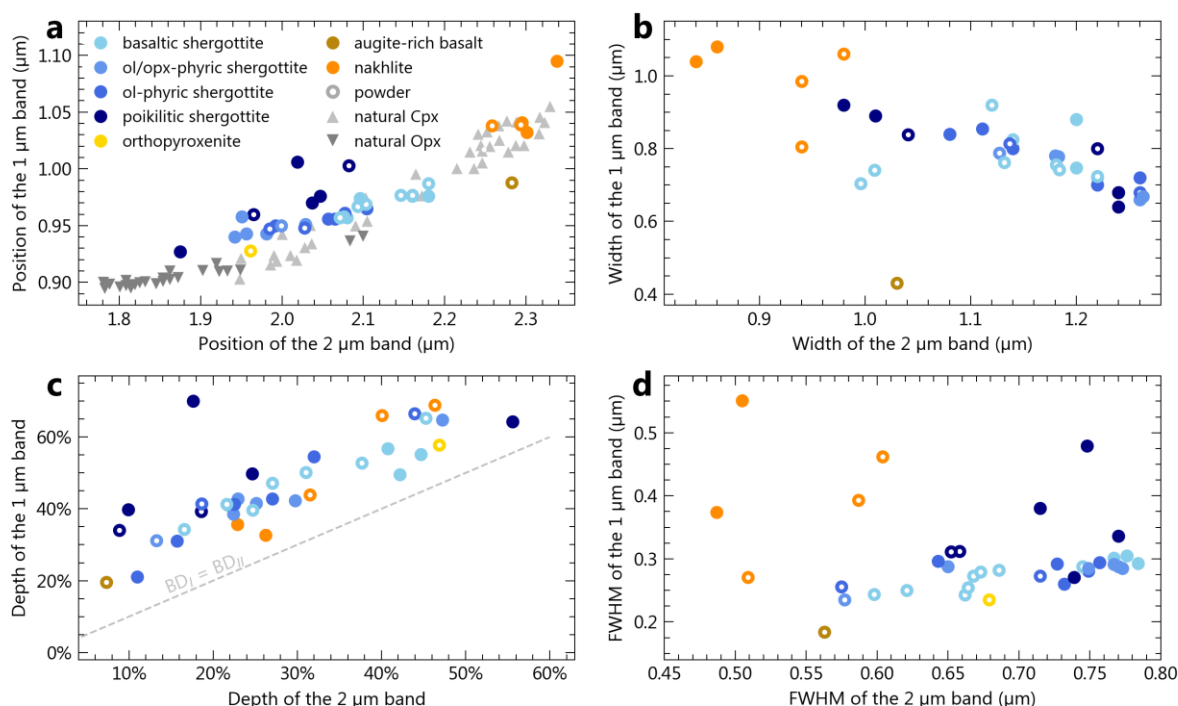 a
basaltic shergottite
ol/opx-phyric shergottite
ol-phyric shergottite
poikilitic shergottite
orthopyroxenite
augite-rich basalt
nakhlite
powder
natural Cpx
natural Opx
Position of the 1 µm band (µm)
1.10
1.05
1.00
0.95
0.90
1.8 1.9 2.0 2.1 2.2 2.3
Position of the 2 µm band (µm)
b
Width of the 1 µm band (µm)
1.0
0.8
0.6
0.4
0.9 1.0 1.1 1.2
Width of the 2 µm band (µm)
c
Depth of the 1 µm band
60%
40%
20%
0%
BD_I = BD_II
10% 20% 30% 40% 50% 60%
Depth of the 2 µm band
d
FWHM of the 1 µm band (µm)
0.5
0.4
0.3
0.2
0.45 0.50 0.55 0.60 0.65 0.70 0.75 0.80
FWHM of the 2 µm band (µm)